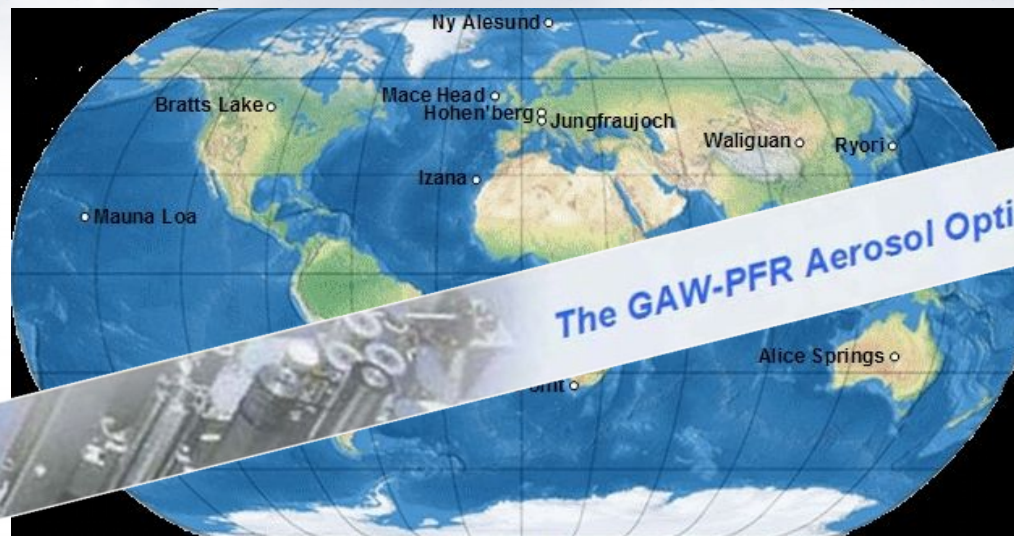 Ny Alesund
Mace Head
Bratts Lake
Hohen'berg
Jungfraujoch
Waliguan
Ryori
Izana
Mauna Loa
The GAW-PFR Aerosol Opti
Alice Springs